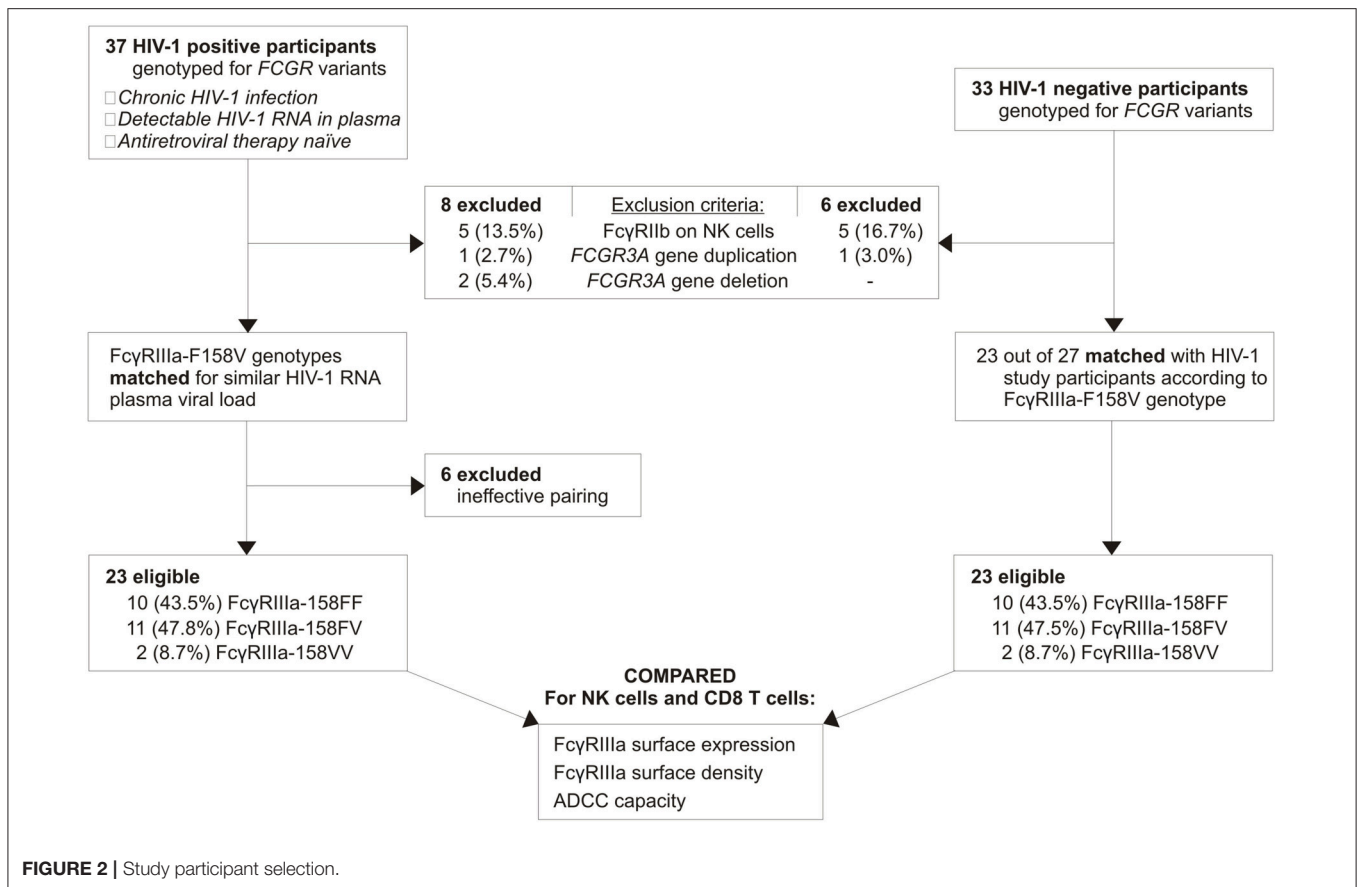 37 HIV-1 positive participants
genotyped for FCGR variants
□Chronic HIV-1 infection
□Detectable HIV-1 RNA in plasma
□Antiretroviral therapy naïve
33 HIV-1 negative participants
genotyped for FCGR variants
8 excluded Exclusion criteria: 6 excluded
5 (13.5%) FcγRIIb on NK cells 5 (16.7%)
1 (2.7%) FCGR3A gene duplication 1 (3.0%)
2 (5.4%) FCGR3A gene deletion -
FcγRIIIa-F158V genotypes
matched for similar HIV-1 RNA
plasma viral load
23 out of 27 matched with HIV-1
study participants according to
FcγRIIIa-F158V genotype
6 excluded
ineffective pairing
23 eligible
10 (43.5%) FcγRIIIa-158FF
11 (47.8%) FcγRIIIa-158FV
2 (8.7%) FcγRIIIa-158VV
23 eligible
10 (43.5%) FcγRIIIa-158FF
11 (47.5%) FcγRIIIa-158FV
2 (8.7%) FcγRIIIa-158VV
COMPARED
For NK cells and CD8 T cells:
FcγRIIIa surface expression
FcγRIIIa surface density
ADCC capacity
FIGURE 2 | Study participant selection.